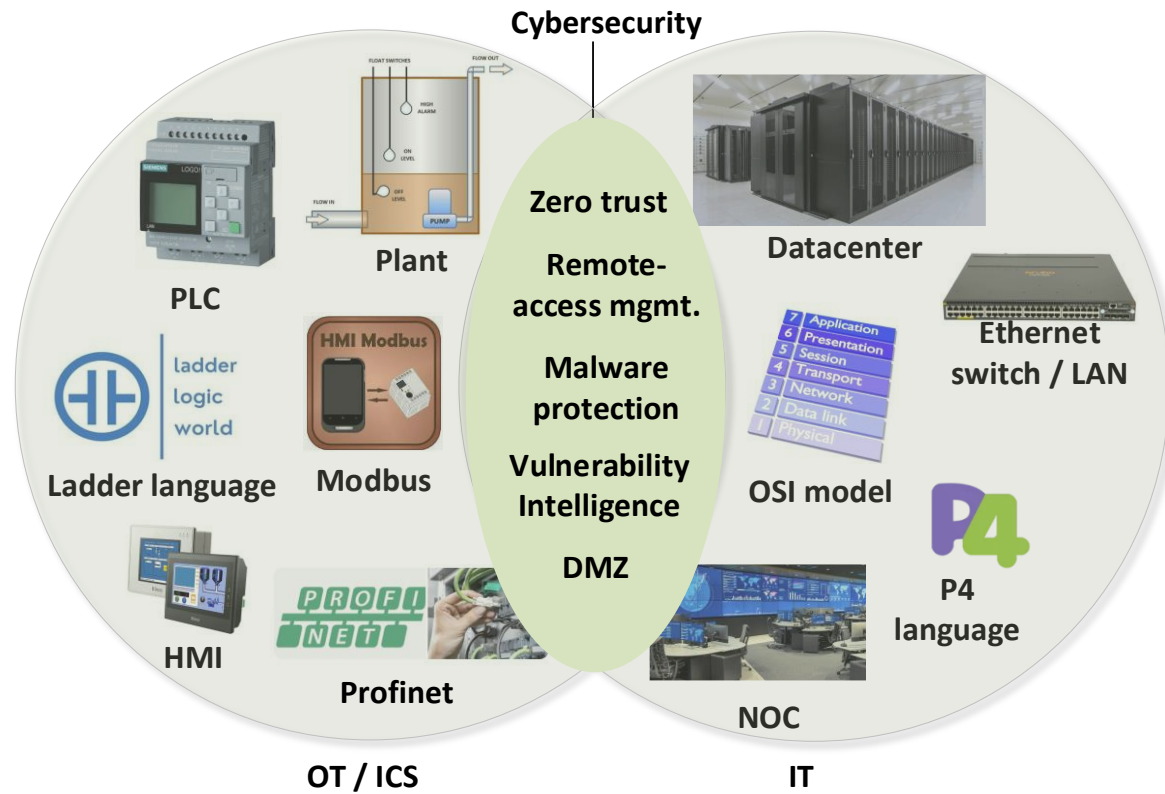 Cybersecurity
FLOAT SWITCHES
FLOW OUT
HIGH
ALARM
ON
LEVEL
OFF
LEVEL
FLOW IN
PUMP
Plant
SIEMENS
LOGO!
PLC
ladder
logic
world
Ladder language
HMI Modbus
Modbus
HMI
PROFI
NET
Profinet
OT / ICS
Zero trust
Remote-
access mgmt.
Malware
protection
Vulnerability
Intelligence
DMZ
Datacenter
Ethernet
switch / LAN
7 Application
6 Presentation
5 Session
4 Transport
3 Network
2 Data link
1 Physical
OSI model
P4
P4
language
NOC
IT